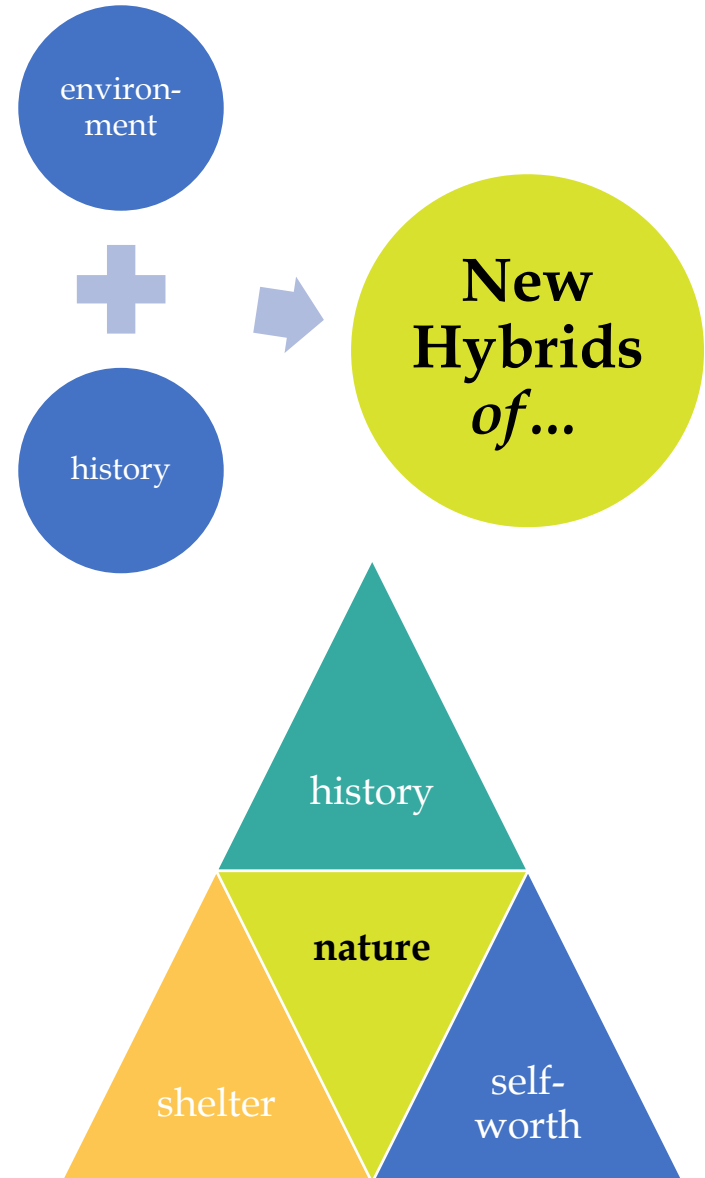 environ-
ment
history
New
Hybrids
of…
history
nature
shelter
self-
worth